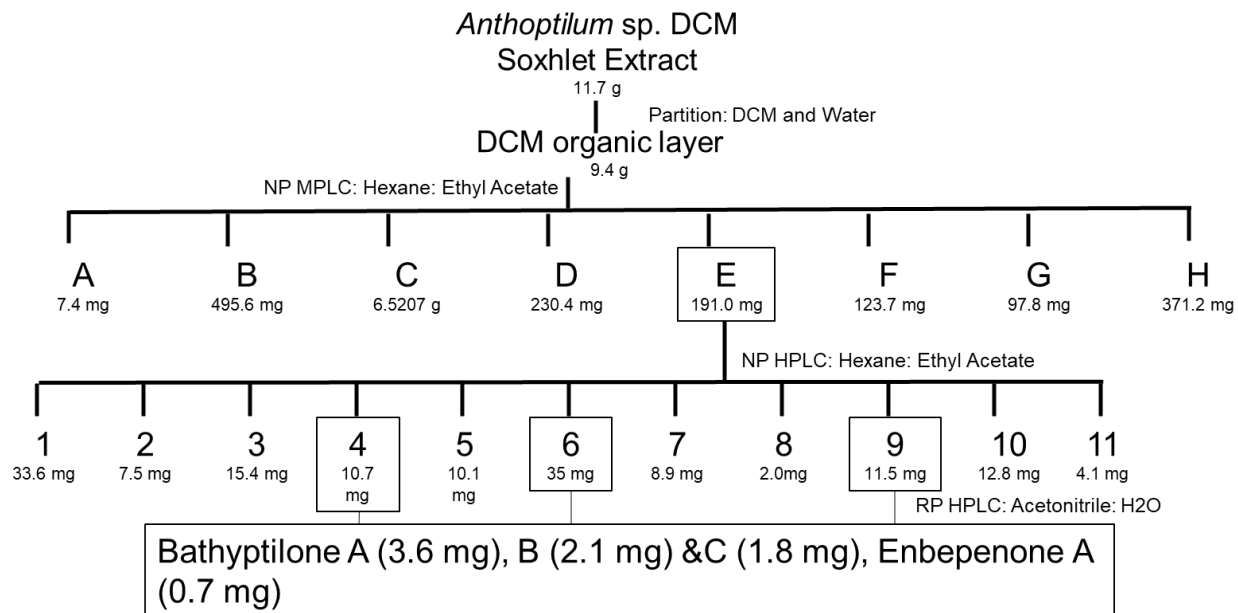 Anthoptilum sp. DCM
Soxhlet Extract
11.7 g
Partition: DCM and Water
DCM organic layer
9.4 g
NP MPLC: Hexane: Ethyl Acetate
A B C D E F G H
7.4 mg 495.6 mg 6.5207 g 230.4 mg 191.0 mg 123.7 mg 97.8 mg 371.2 mg
NP HPLC: Hexane: Ethyl Acetate
1 2 3 4 5 6 7 8 9 10 11
33.6 mg 7.5 mg 15.4 mg 10.7 10.1 35 mg 8.9 mg 2.0mg 11.5 mg 12.8 mg 4.1 mg
mg mg
RP HPLC: Acetonitrile: H2O
Bathyptilone A (3.6 mg), B (2.1 mg) &C (1.8 mg), Enbepenone A
(0.7 mg)